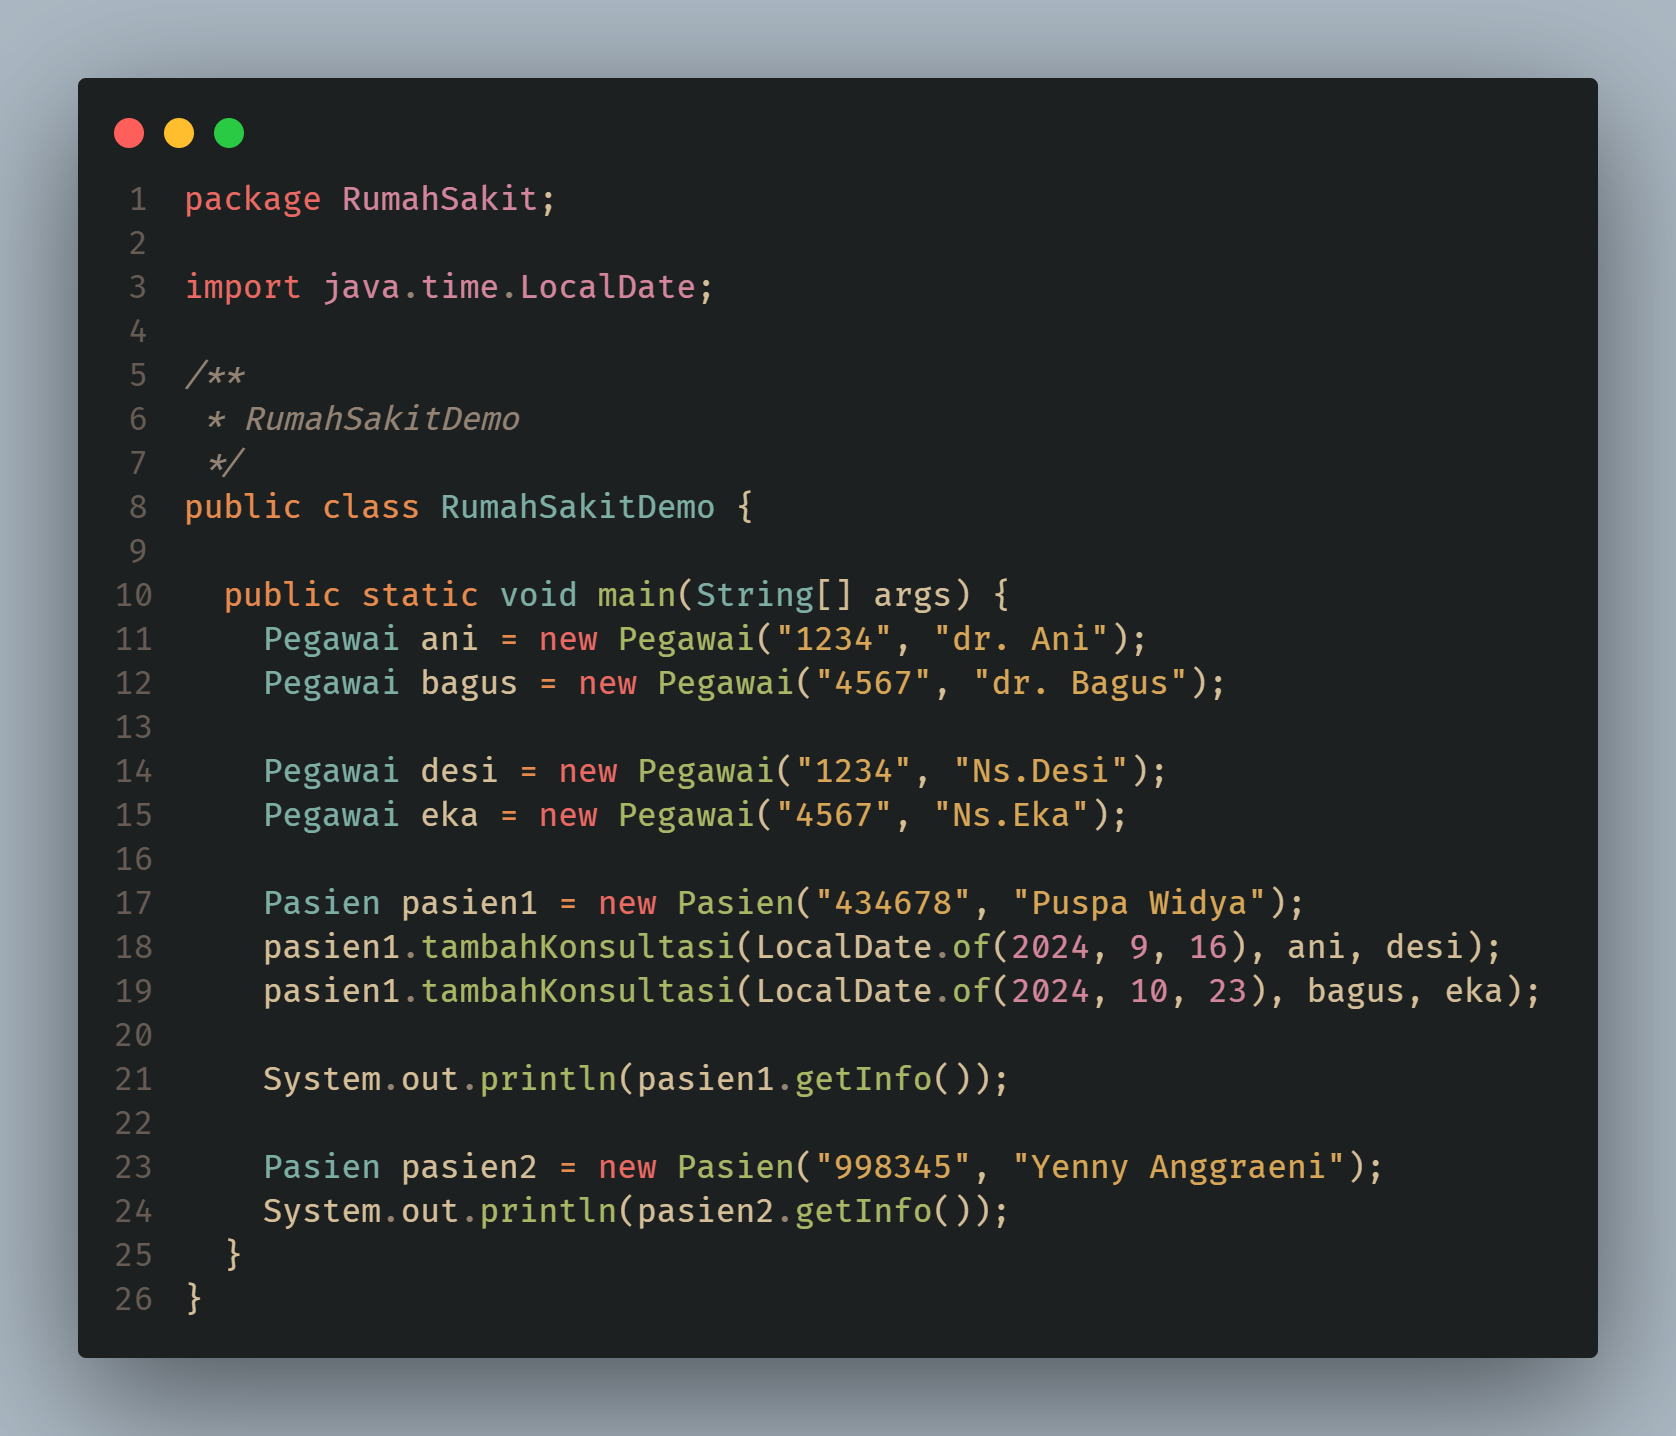 1 package RumahSakit;
2
3 import java.time.LocalDate;
4
5 /**
6  * RumahSakitDemo
7  */
8 public class RumahSakitDemo {
9
10   public static void main(String[] args) {
11     Pegawai ani = new Pegawai("1234", "dr. Ani");
12     Pegawai bagus = new Pegawai("4567", "dr. Bagus");
13
14     Pegawai desi = new Pegawai("1234", "Ns.Desi");
15     Pegawai eka = new Pegawai("4567", "Ns.Eka");
16
17     Pasien pasien1 = new Pasien("434678", "Puspa Widya");
18     pasien1.tambahKonsultasi(LocalDate.of(2024, 9, 16), ani, desi);
19     pasien1.tambahKonsultasi(LocalDate.of(2024, 10, 23), bagus, eka);
20
21     System.out.println(pasien1.getInfo());
22
23     Pasien pasien2 = new Pasien("998345", "Yenny Anggraeni");
24     System.out.println(pasien2.getInfo());
25   }
26 }